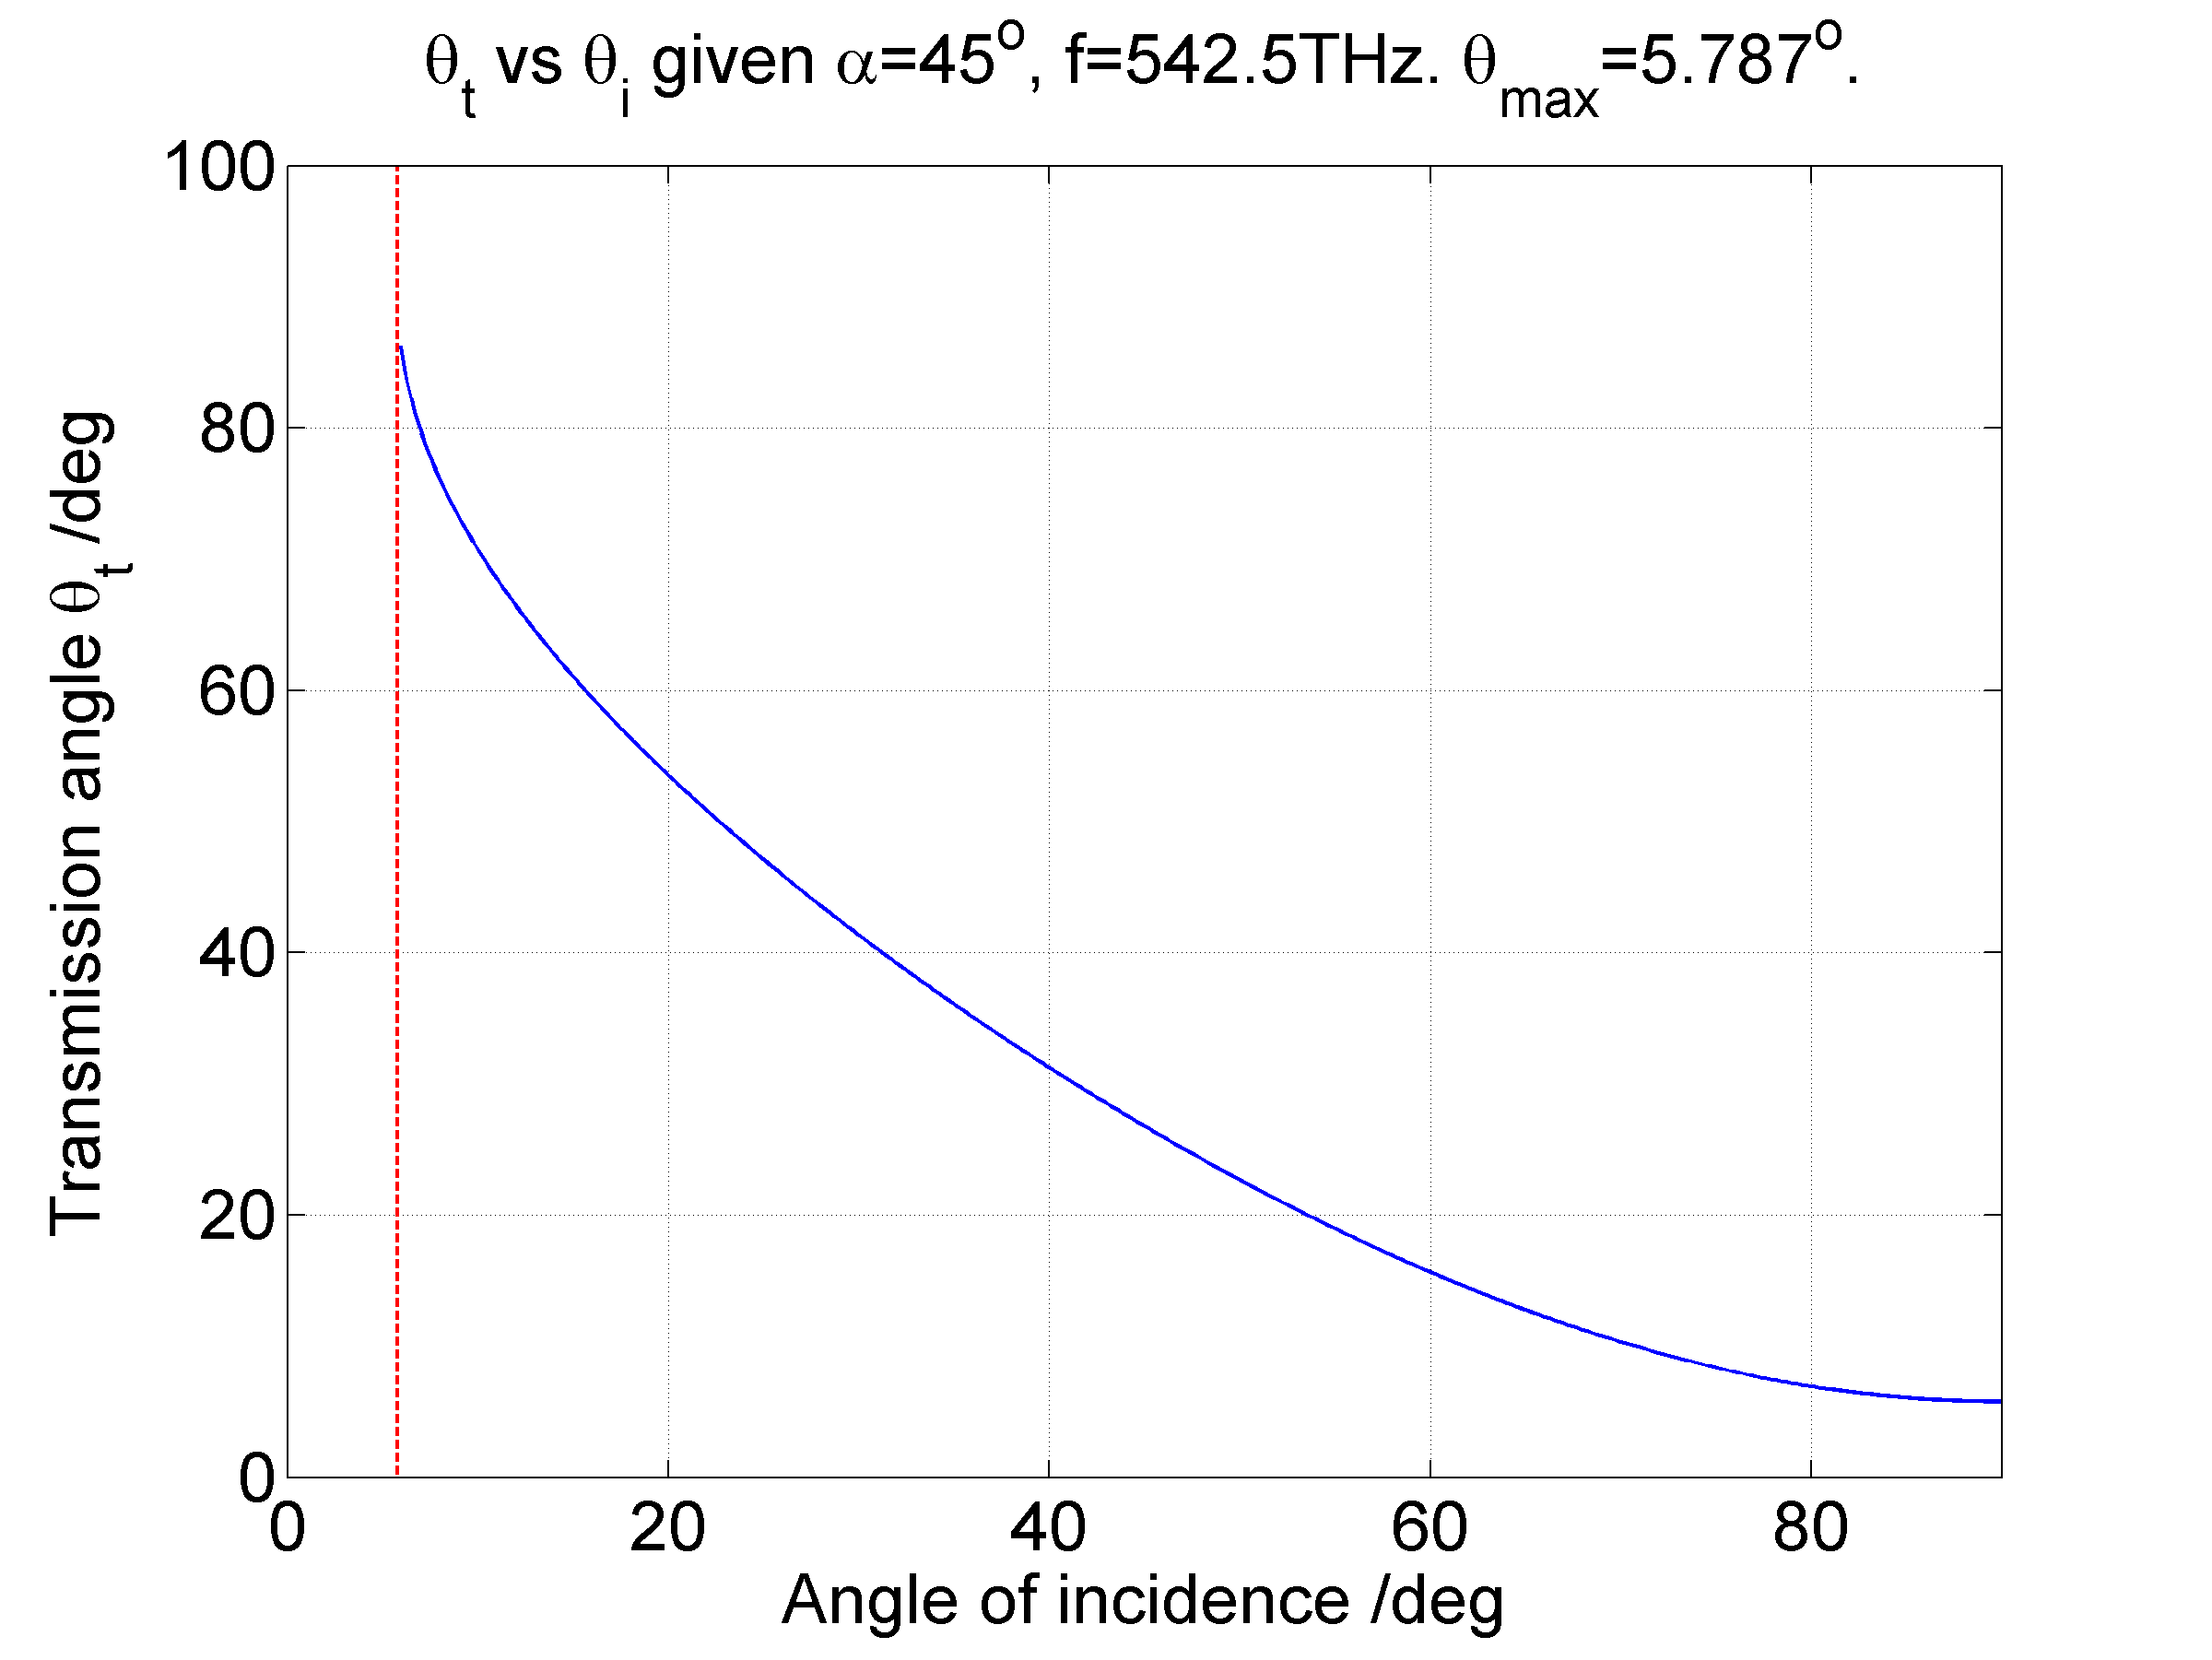 θt vs θi given α=45o, f=542.5THz. θmax=5.787o.
100
80
60
40
20
0
Transmission angle θt /deg
0 20 40 60 80
Angle of incidence /deg